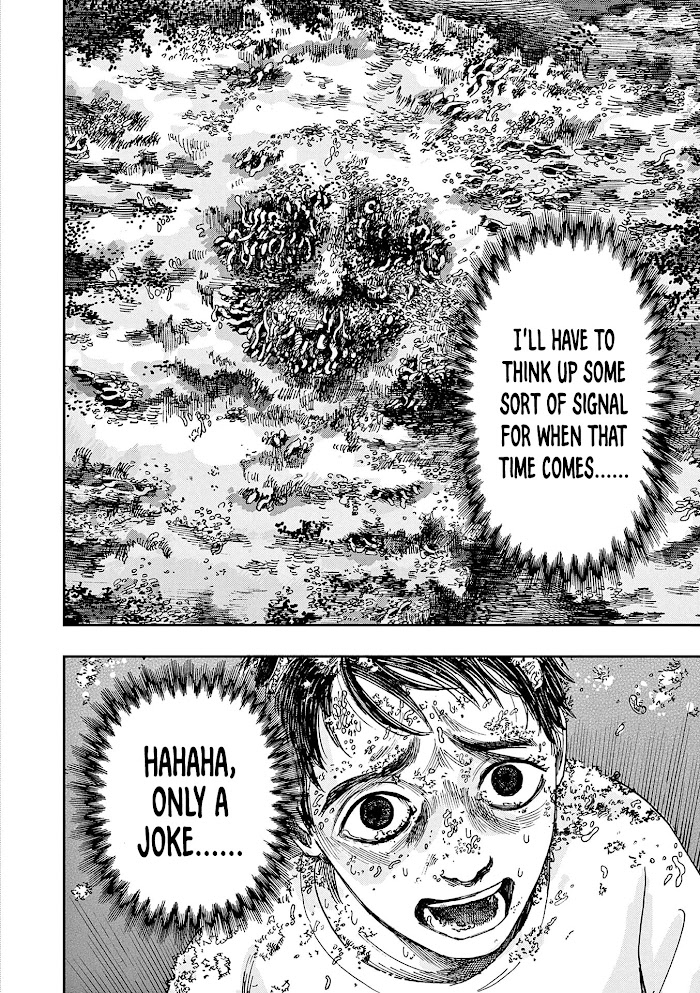 I'LL HAVE TO
THINK UP SOME
SORT OF SIGNAL
FOR WHEN THAT
TIME COMES......
HAHAHA,
ONLY A
JOKE......